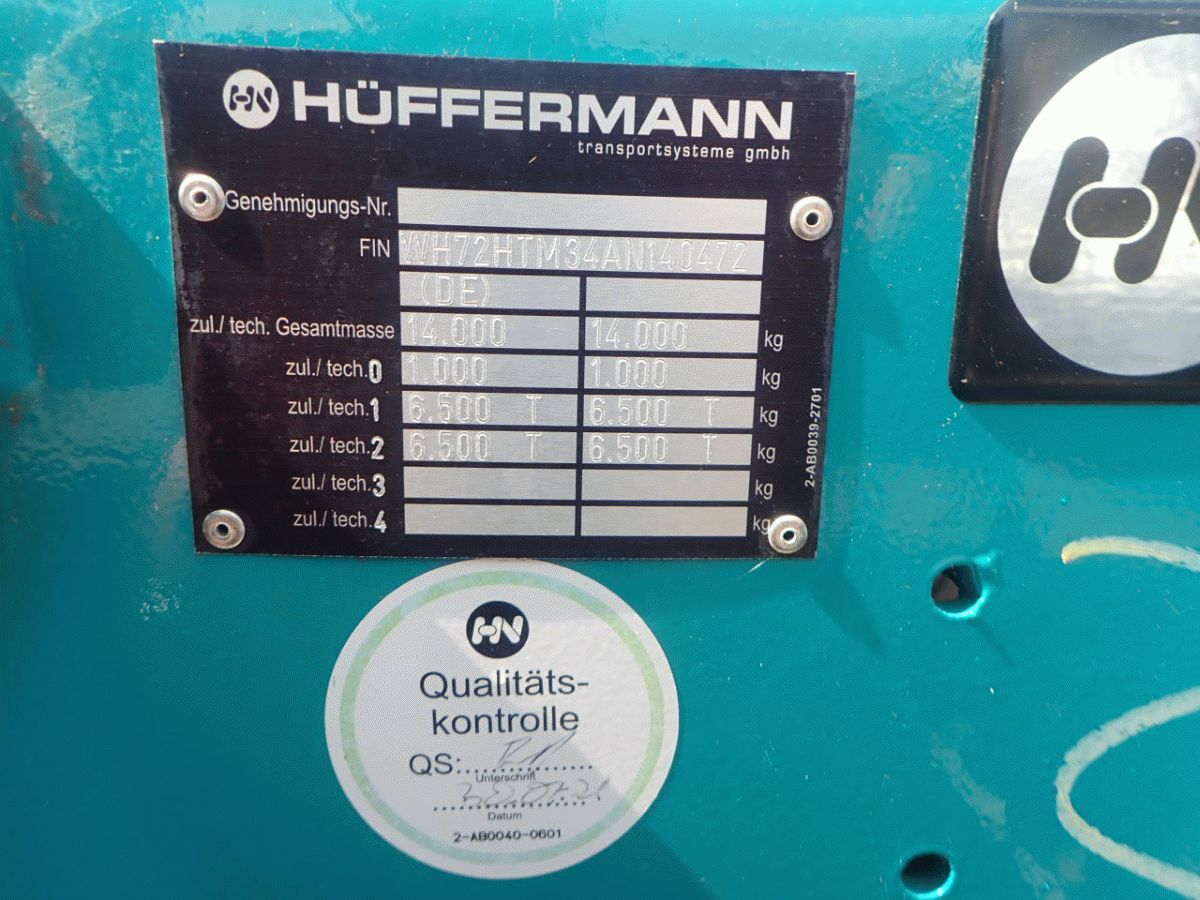 HN HÜFFERMANN
transportsysteme gmbh
Genehmigungs-Nr.
FIN WH72HTM34AN140472
(DE)
zul./ tech. Gesamtmasse 14.000 14.000 kg
zul./ tech.0 1.000 1.000 kg
zul./ tech.1 6.500 T 6.500 T kg
zul./ tech.2 6.500 T 6.500 T kg
zul./ tech.3 kg
zul./ tech.4 kg
2-AB0039-2701
HN
HN
Qualitäts-
kontrolle
QS:
Unterschrift
Datum
2-AB0040-0601